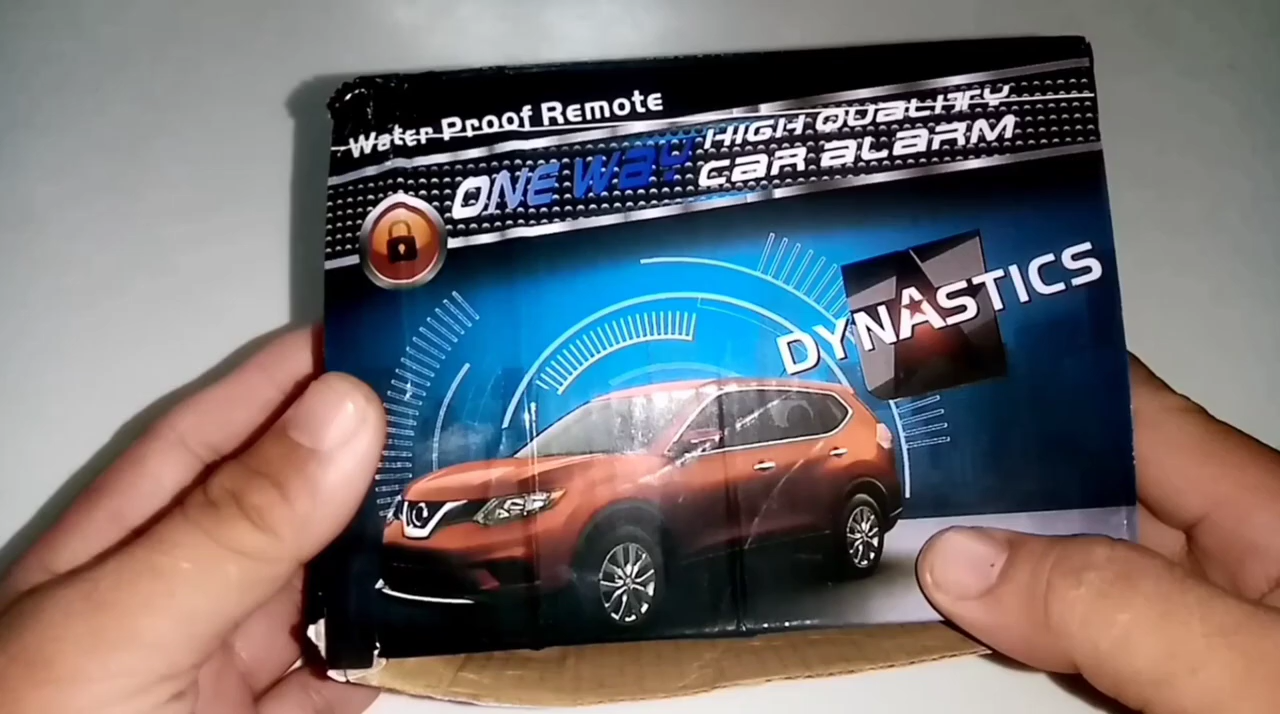 Water Proof Remote
ONE WAY HIGH QUALITY
CAR ALARM
DYNASTICS